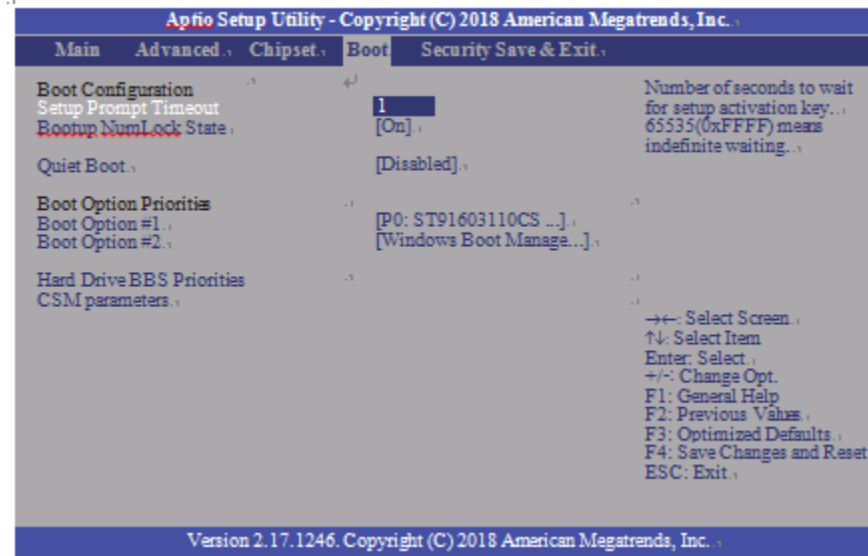 Aptio Setup Utility - Copyright (C) 2018 American Megatrends, Inc.
Main Advanced Chipset Boot Security Save & Exit
Boot Configuration
Setup Prompt Timeout 1
Bootup NumLock State [On]
Quiet Boot [Disabled]
Boot Option Priorities
Boot Option #1 [P0: ST91603110CS ...]
Boot Option #2 [Windows Boot Manage...]
Hard Drive BBS Priorities
CSM parameters
Number of seconds to wait
for setup activation key.
65535(0xFFFF) means
indefinite waiting.
→←: Select Screen
↑↓: Select Item
Enter: Select
+/-: Change Opt.
F1: General Help
F2: Previous Values
F3: Optimized Defaults
F4: Save Changes and Reset
ESC: Exit
Version 2.17.1246. Copyright (C) 2018 American Megatrends, Inc.